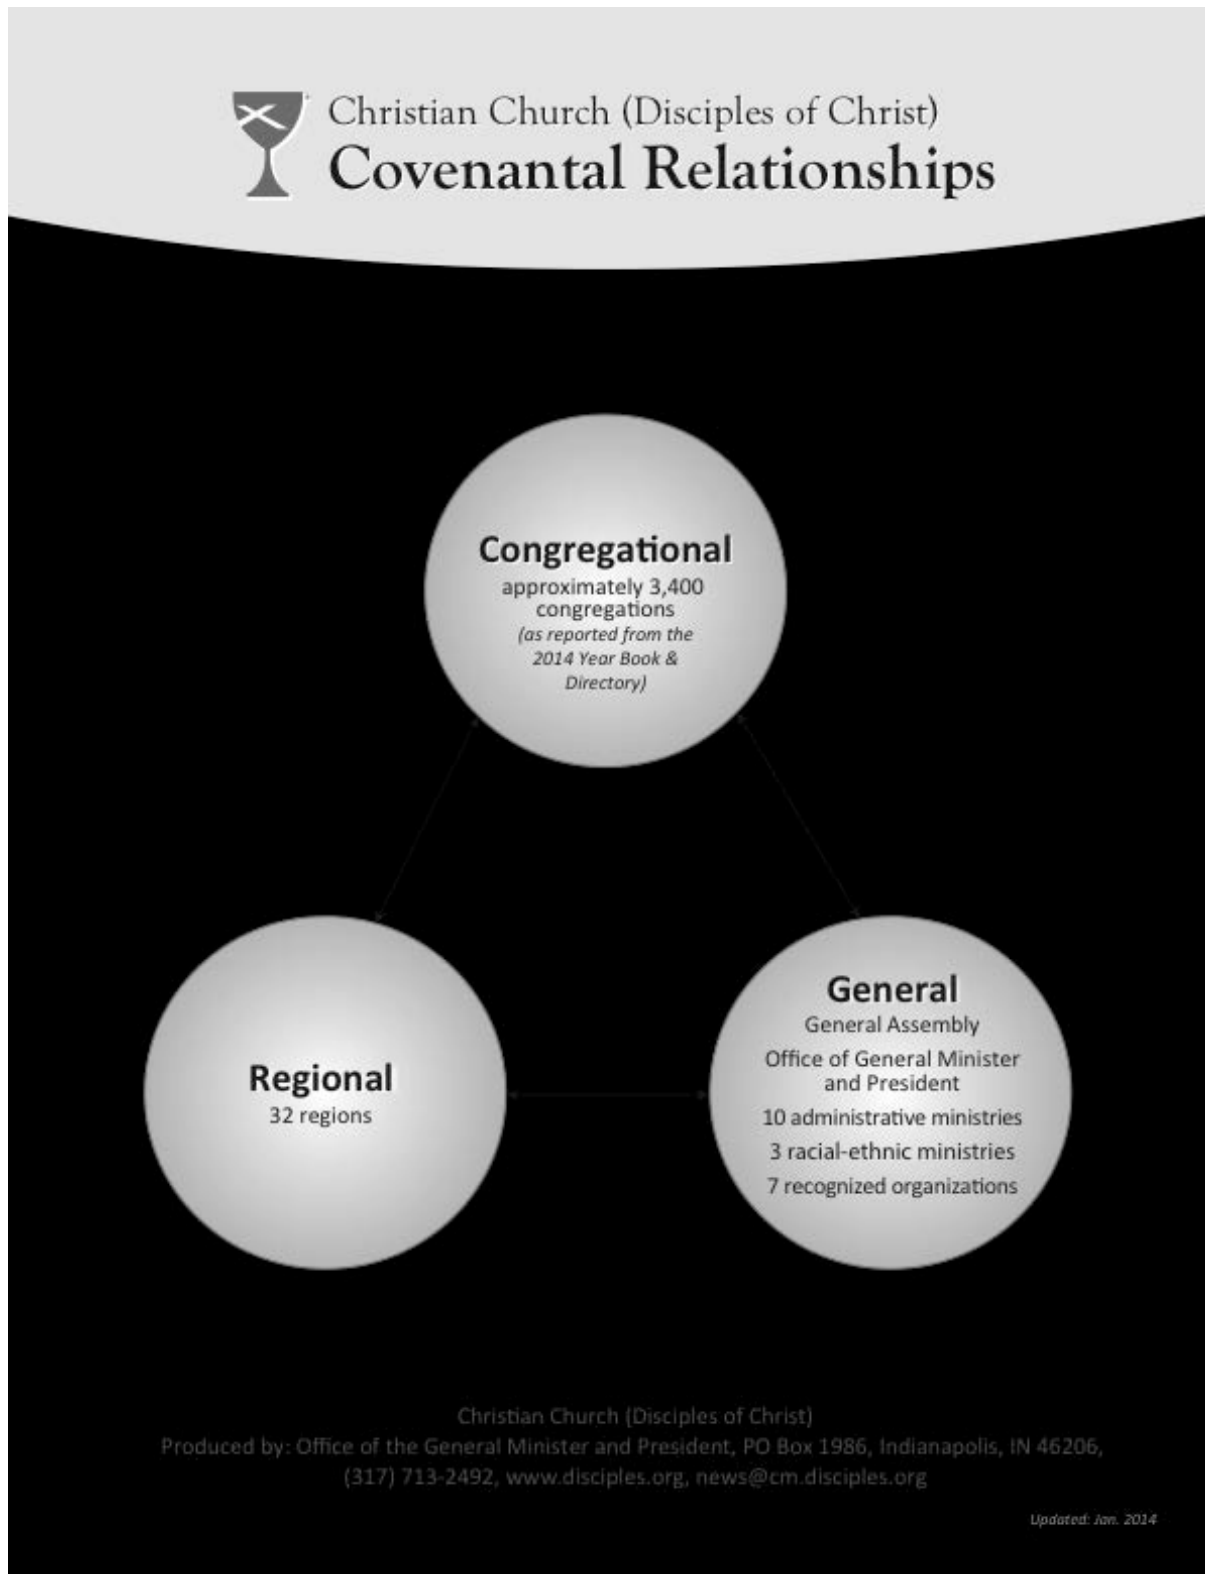 Christian Church (Disciples of Christ)
Covenantal Relationships
Congregational
approximately 3,400
congregations
(as reported from the
2014 Year Book &
Directory)
Regional
32 regions
General
General Assembly
Office of General Minister
and President
10 administrative ministries
3 racial-ethnic ministries
7 recognized organizations
Christian Church (Disciples of Christ)
Produced by: Office of the General Minister and President, PO Box 1986, Indianapolis, IN 46206,
(317) 713-2492, www.disciples.org, news@cm.disciples.org
Updated: Jan. 2014